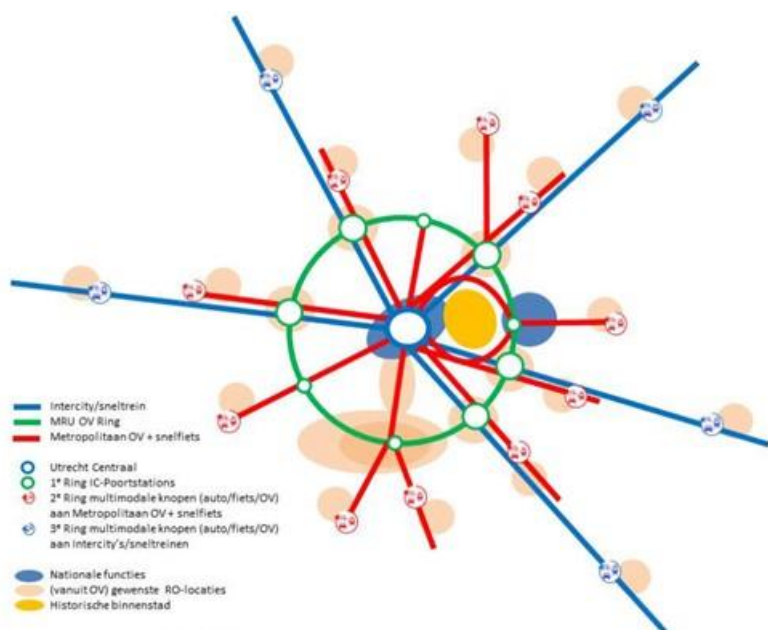 Intercity/sneltrein
MRU OV Ring
Metropolitaan OV + snelfiets
Utrecht Centraal
1e Ring IC-Poortstations
2e Ring multimodale knopen (auto/fiets/OV)
aan Metropolitaan OV + snelfiets
3e Ring multimodale knopen (auto/fiets/OV)
aan Intercity's/sneltreinen
Nationale functies
(vanuit OV) gewenste RO-locaties
Historische binnenstad